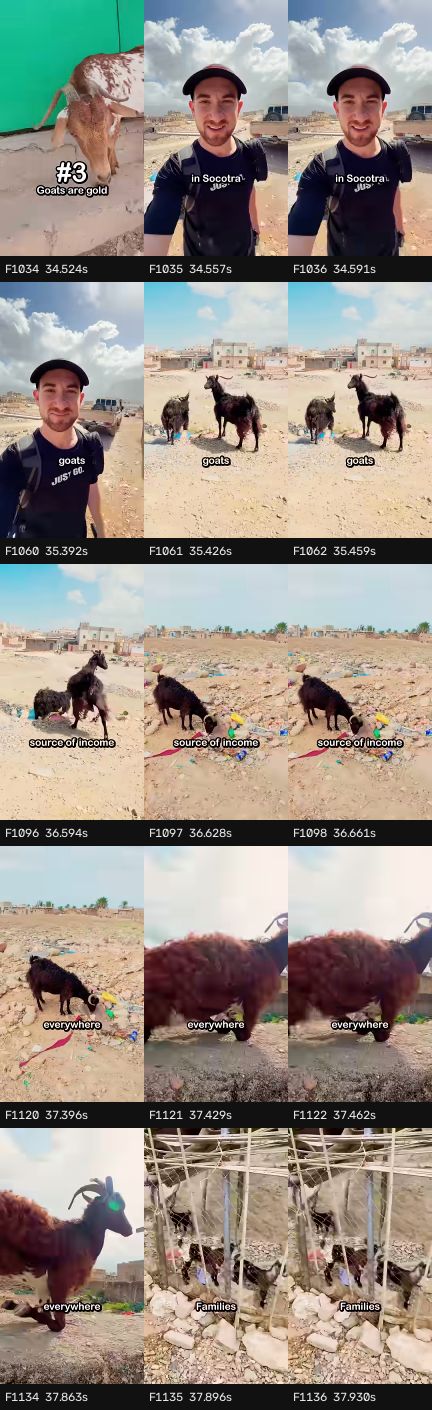 #3
Goats are gold
in Socotra
JUST
in Socotra
JUST
F1034 34.524s
F1035 34.557s
F1036 34.591s
goats
JUST GO.
goats
goats
F1060 35.392s
F1061 35.426s
F1062 35.459s
source of income
source of income
source of income
F1096 36.594s
F1097 36.628s
F1098 36.661s
everywhere
everywhere
everywhere
F1120 37.396s
F1121 37.429s
F1122 37.462s
everywhere
Families
Families
F1134 37.863s
F1135 37.896s
F1136 37.930s